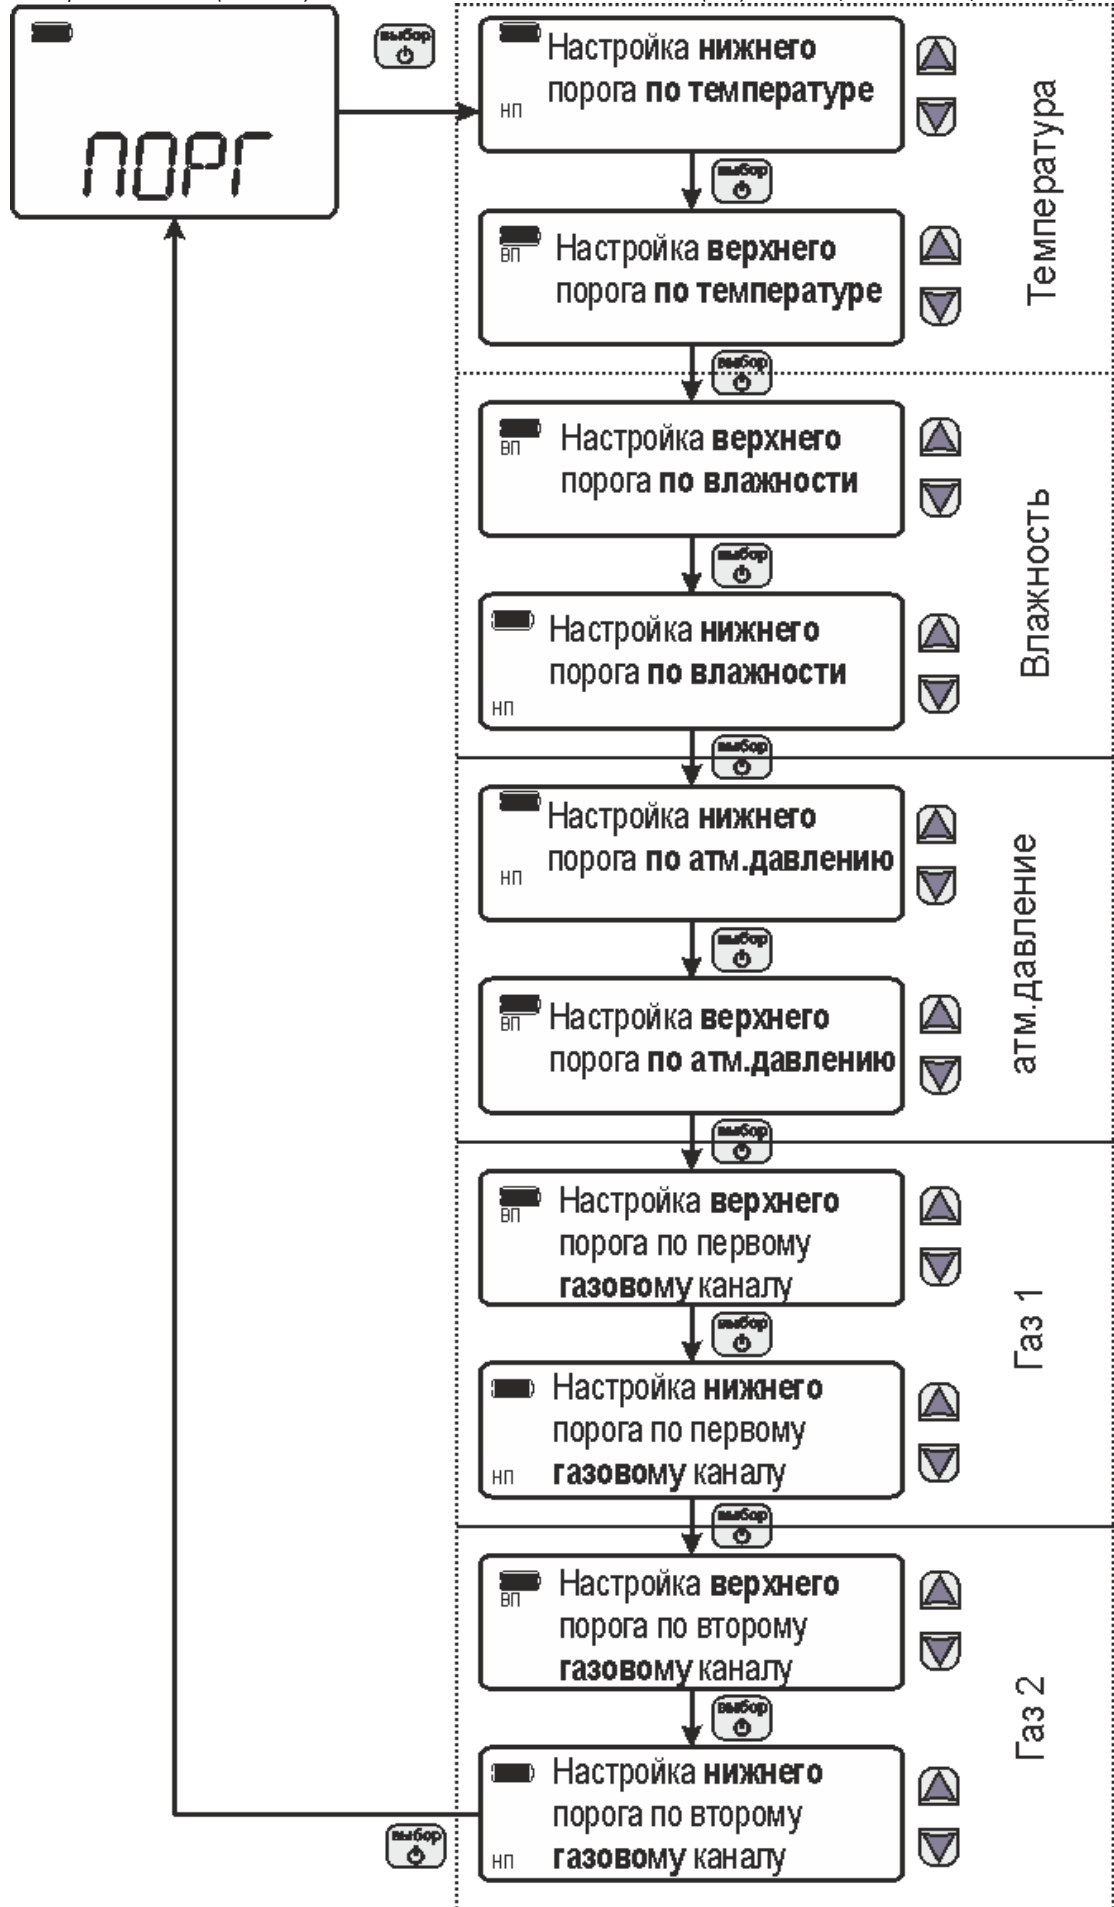 выбор
Настройка нижнего
порога по температуре
НП
ПОРГ
Температура
выбор
ВП
Настройка верхнего
порога по температуре
выбор
ВП
Настройка верхнего
порога по влажности
Влажность
выбор
Настройка нижнего
порога по влажности
НП
выбор
Настройка нижнего
порога по атм.давлению
НП
атм.давление
выбор
ВП
Настройка верхнего
порога по атм.давлению
выбор
ВП
Настройка верхнего
порога по первому
газовому каналу
Газ 1
выбор
Настройка нижнего
порога по первому
газовому каналу
НП
выбор
ВП
Настройка верхнего
порога по второму
газовому каналу
Газ 2
выбор
Настройка нижнего
порога по второму
газовому каналу
НП
выбор